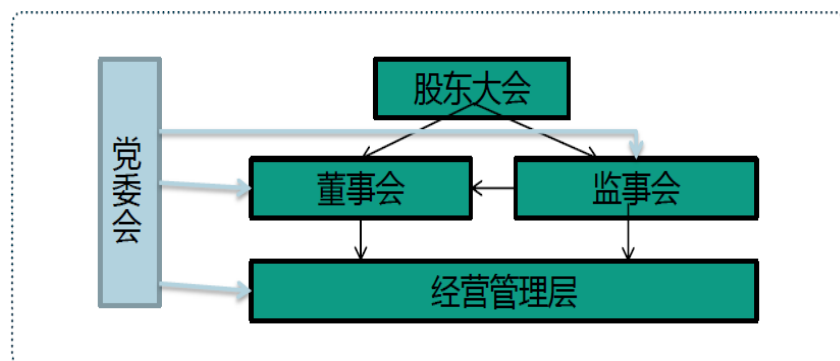 股东大会
党委会
董事会
监事会
经营管理层